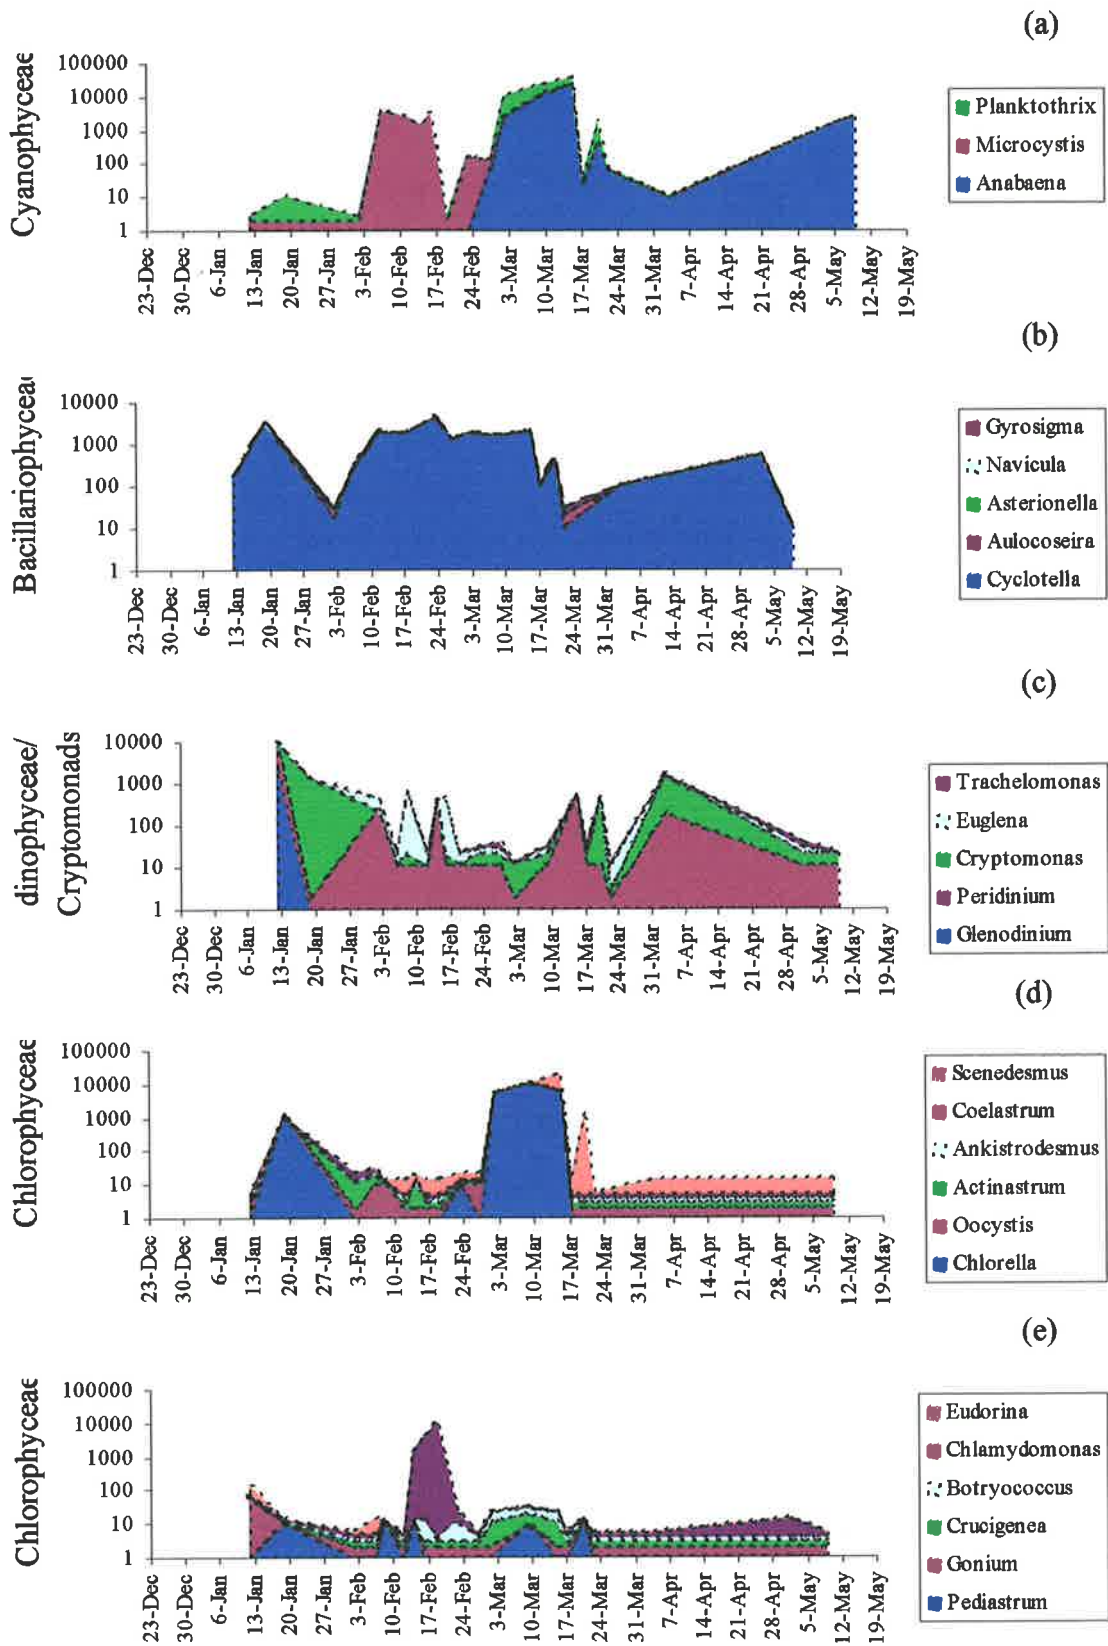 (a)
Cyanophyceae
100000
10000
1000
100
10
1
23-Dec 30-Dec 6-Jan 13-Jan 20-Jan 27-Jan 3-Feb 10-Feb 17-Feb 24-Feb 3-Mar 10-Mar 17-Mar 24-Mar 31-Mar 7-Apr 14-Apr 21-Apr 28-Apr 5-May 12-May 19-May
Planktothrix
Microcystis
Anabaena
(b)
Bacillariophyceae
10000
1000
100
10
1
23-Dec 30-Dec 6-Jan 13-Jan 20-Jan 27-Jan 3-Feb 10-Feb 17-Feb 24-Feb 3-Mar 10-Mar 17-Mar 24-Mar 31-Mar 7-Apr 14-Apr 21-Apr 28-Apr 5-May 12-May 19-May
Gyrosigma
Navicula
Asterionella
Aulocoseira
Cyclotella
(c)
dinophyceae/
Cryptomonads
10000
1000
100
10
1
23-Dec 30-Dec 6-Jan 13-Jan 20-Jan 27-Jan 3-Feb 10-Feb 17-Feb 24-Feb 3-Mar 10-Mar 17-Mar 24-Mar 31-Mar 7-Apr 14-Apr 21-Apr 28-Apr 5-May 12-May 19-May
Trachelomonas
Euglena
Cryptomonas
Peridinium
Glenodinium
(d)
Chlorophyceae
100000
10000
1000
100
10
1
23-Dec 30-Dec 6-Jan 13-Jan 20-Jan 27-Jan 3-Feb 10-Feb 17-Feb 24-Feb 3-Mar 10-Mar 17-Mar 24-Mar 31-Mar 7-Apr 14-Apr 21-Apr 28-Apr 5-May 12-May 19-May
Scenedesmus
Coelastrum
Ankistrodesmus
Actinastrum
Oocystis
Chlorella
(e)
Chlorophyceae
100000
10000
1000
100
10
1
23-Dec 30-Dec 6-Jan 13-Jan 20-Jan 27-Jan 3-Feb 10-Feb 17-Feb 24-Feb 3-Mar 10-Mar 17-Mar 24-Mar 31-Mar 7-Apr 14-Apr 21-Apr 28-Apr 5-May 12-May 19-May
Eudorina
Chlamydomonas
Botryococcus
Crucigenea
Gonium
Pediastrum